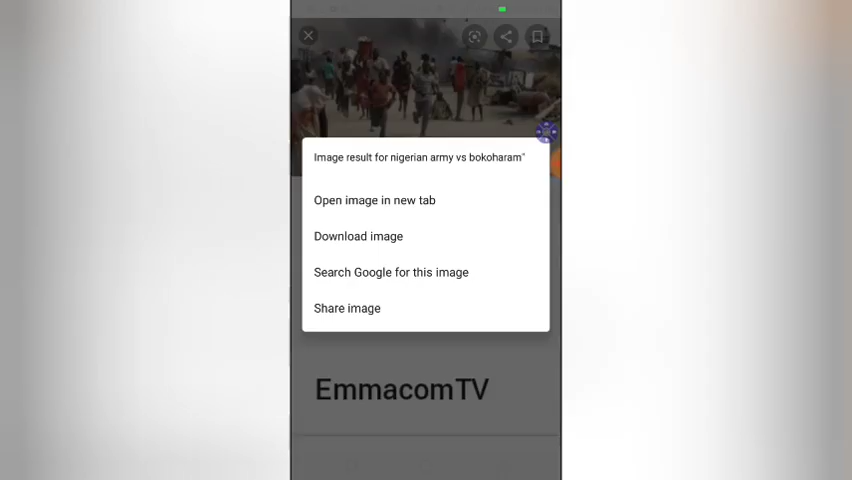 Image result for nigerian army vs bokoharam"
Open image in new tab
Download image
Search Google for this image
Share image
EmmacomTV